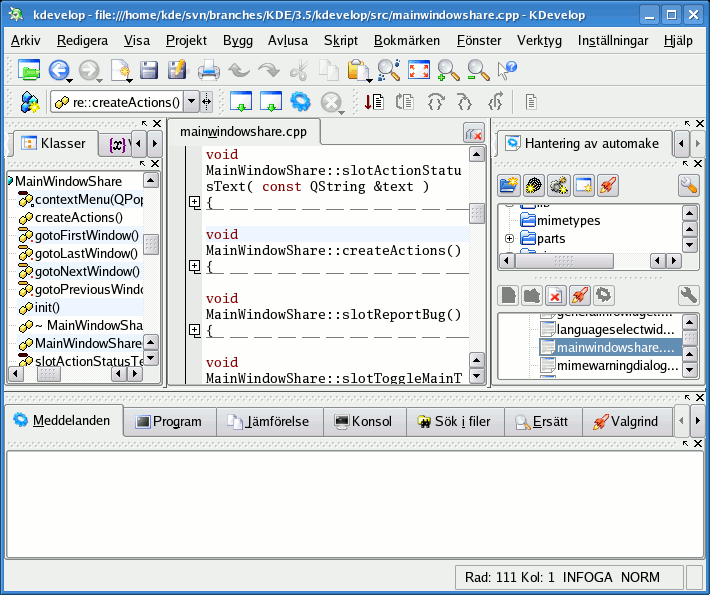 kdevelop - file:///home/kde/svn/branches/KDE/3.5/kdevelop/src/mainwindowshare.cpp - KDevelop
Arkiv Redigera Visa Projekt Bygg Avlusa Skript Bokmärken Fönster Verktyg Inställningar Hjälp
re::createActions()
Klasser {x} V
MainWindowShare
contextMenu(QPop
createActions()
gotoFirstWindow()
gotoLastWindow()
gotoNextWindow()
gotoPreviousWindo
init()
~ MainWindowSha
MainWindowShare
slotActionStatusTe
mainwindowshare.cpp
void
MainWindowShare::slotActionStatu
sText( const QString &text )
{
void
MainWindowShare::createActions()
{
void
MainWindowShare::slotReportBug()
{
void
MainWindowShare::slotToggleMainT
Hantering av automake
lib
mimetypes
parts
generalinfowidget.
languageselectwid...
mainwindowshare....
mimewarningdialog...
Meddelanden Program Jämförelse Konsol Sök i filer Ersätt Valgrind
Rad: 111 Kol: 1 INFOGA NORM